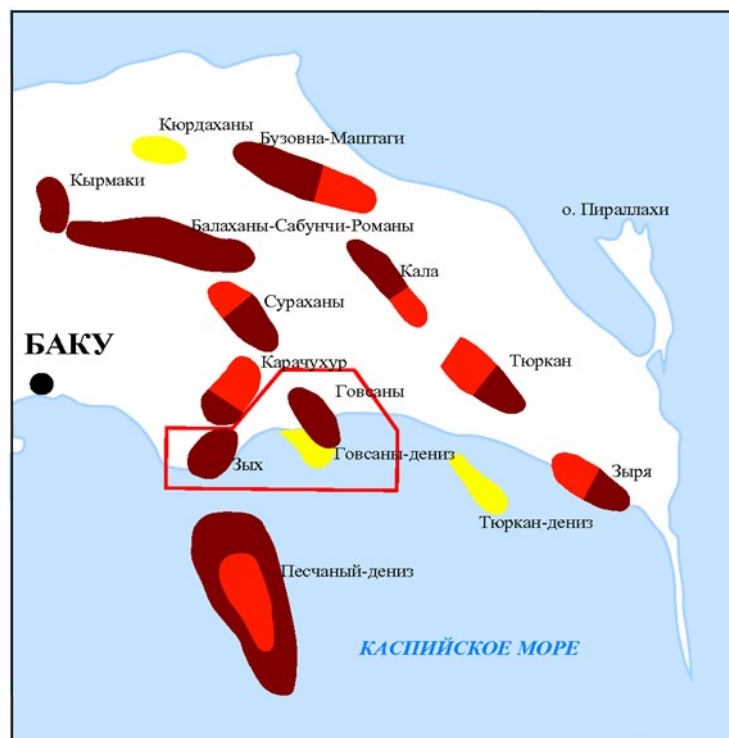 Кюрдаханы
Бузовна-Маштаги
Кырмаки
о. Пираллахи
Балаханы-Сабунчи-Романы
Кала
Сураханы
БАКУ
Карачухур
Тюркан
Говсаны
Говсаны-дениз
Зых
Зыря
Тюркан-дениз
Песчаный-дениз
КАСПИЙСКОЕ МОРЕ